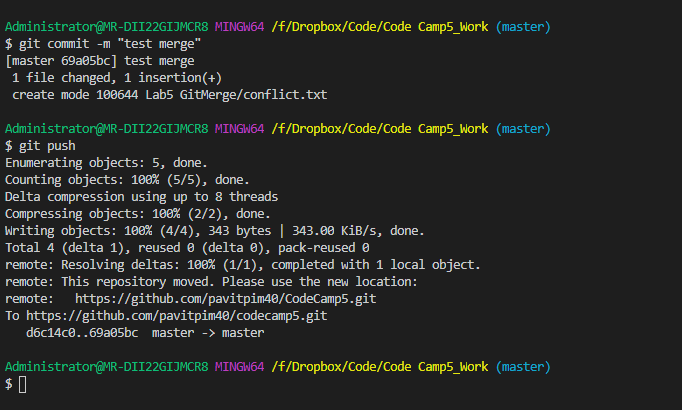 Administrator@MR-DII22GIJMCR8 MINGW64 /f/Dropbox/Code/Code Camp5_Work (master)
$ git commit -m "test merge"
[master 69a05bc] test merge
 1 file changed, 1 insertion(+)
 create mode 100644 Lab5 GitMerge/conflict.txt

Administrator@MR-DII22GIJMCR8 MINGW64 /f/Dropbox/Code/Code Camp5_Work (master)
$ git push
Enumerating objects: 5, done.
Counting objects: 100% (5/5), done.
Delta compression using up to 8 threads
Compressing objects: 100% (2/2), done.
Writing objects: 100% (4/4), 343 bytes | 343.00 KiB/s, done.
Total 4 (delta 1), reused 0 (delta 0), pack-reused 0
remote: Resolving deltas: 100% (1/1), completed with 1 local object.
remote: This repository moved. Please use the new location:
remote:   https://github.com/pavitpim40/CodeCamp5.git
To https://github.com/pavitpim40/codecamp5.git
   d6c14c0..69a05bc  master -> master

Administrator@MR-DII22GIJMCR8 MINGW64 /f/Dropbox/Code/Code Camp5_Work (master)
$